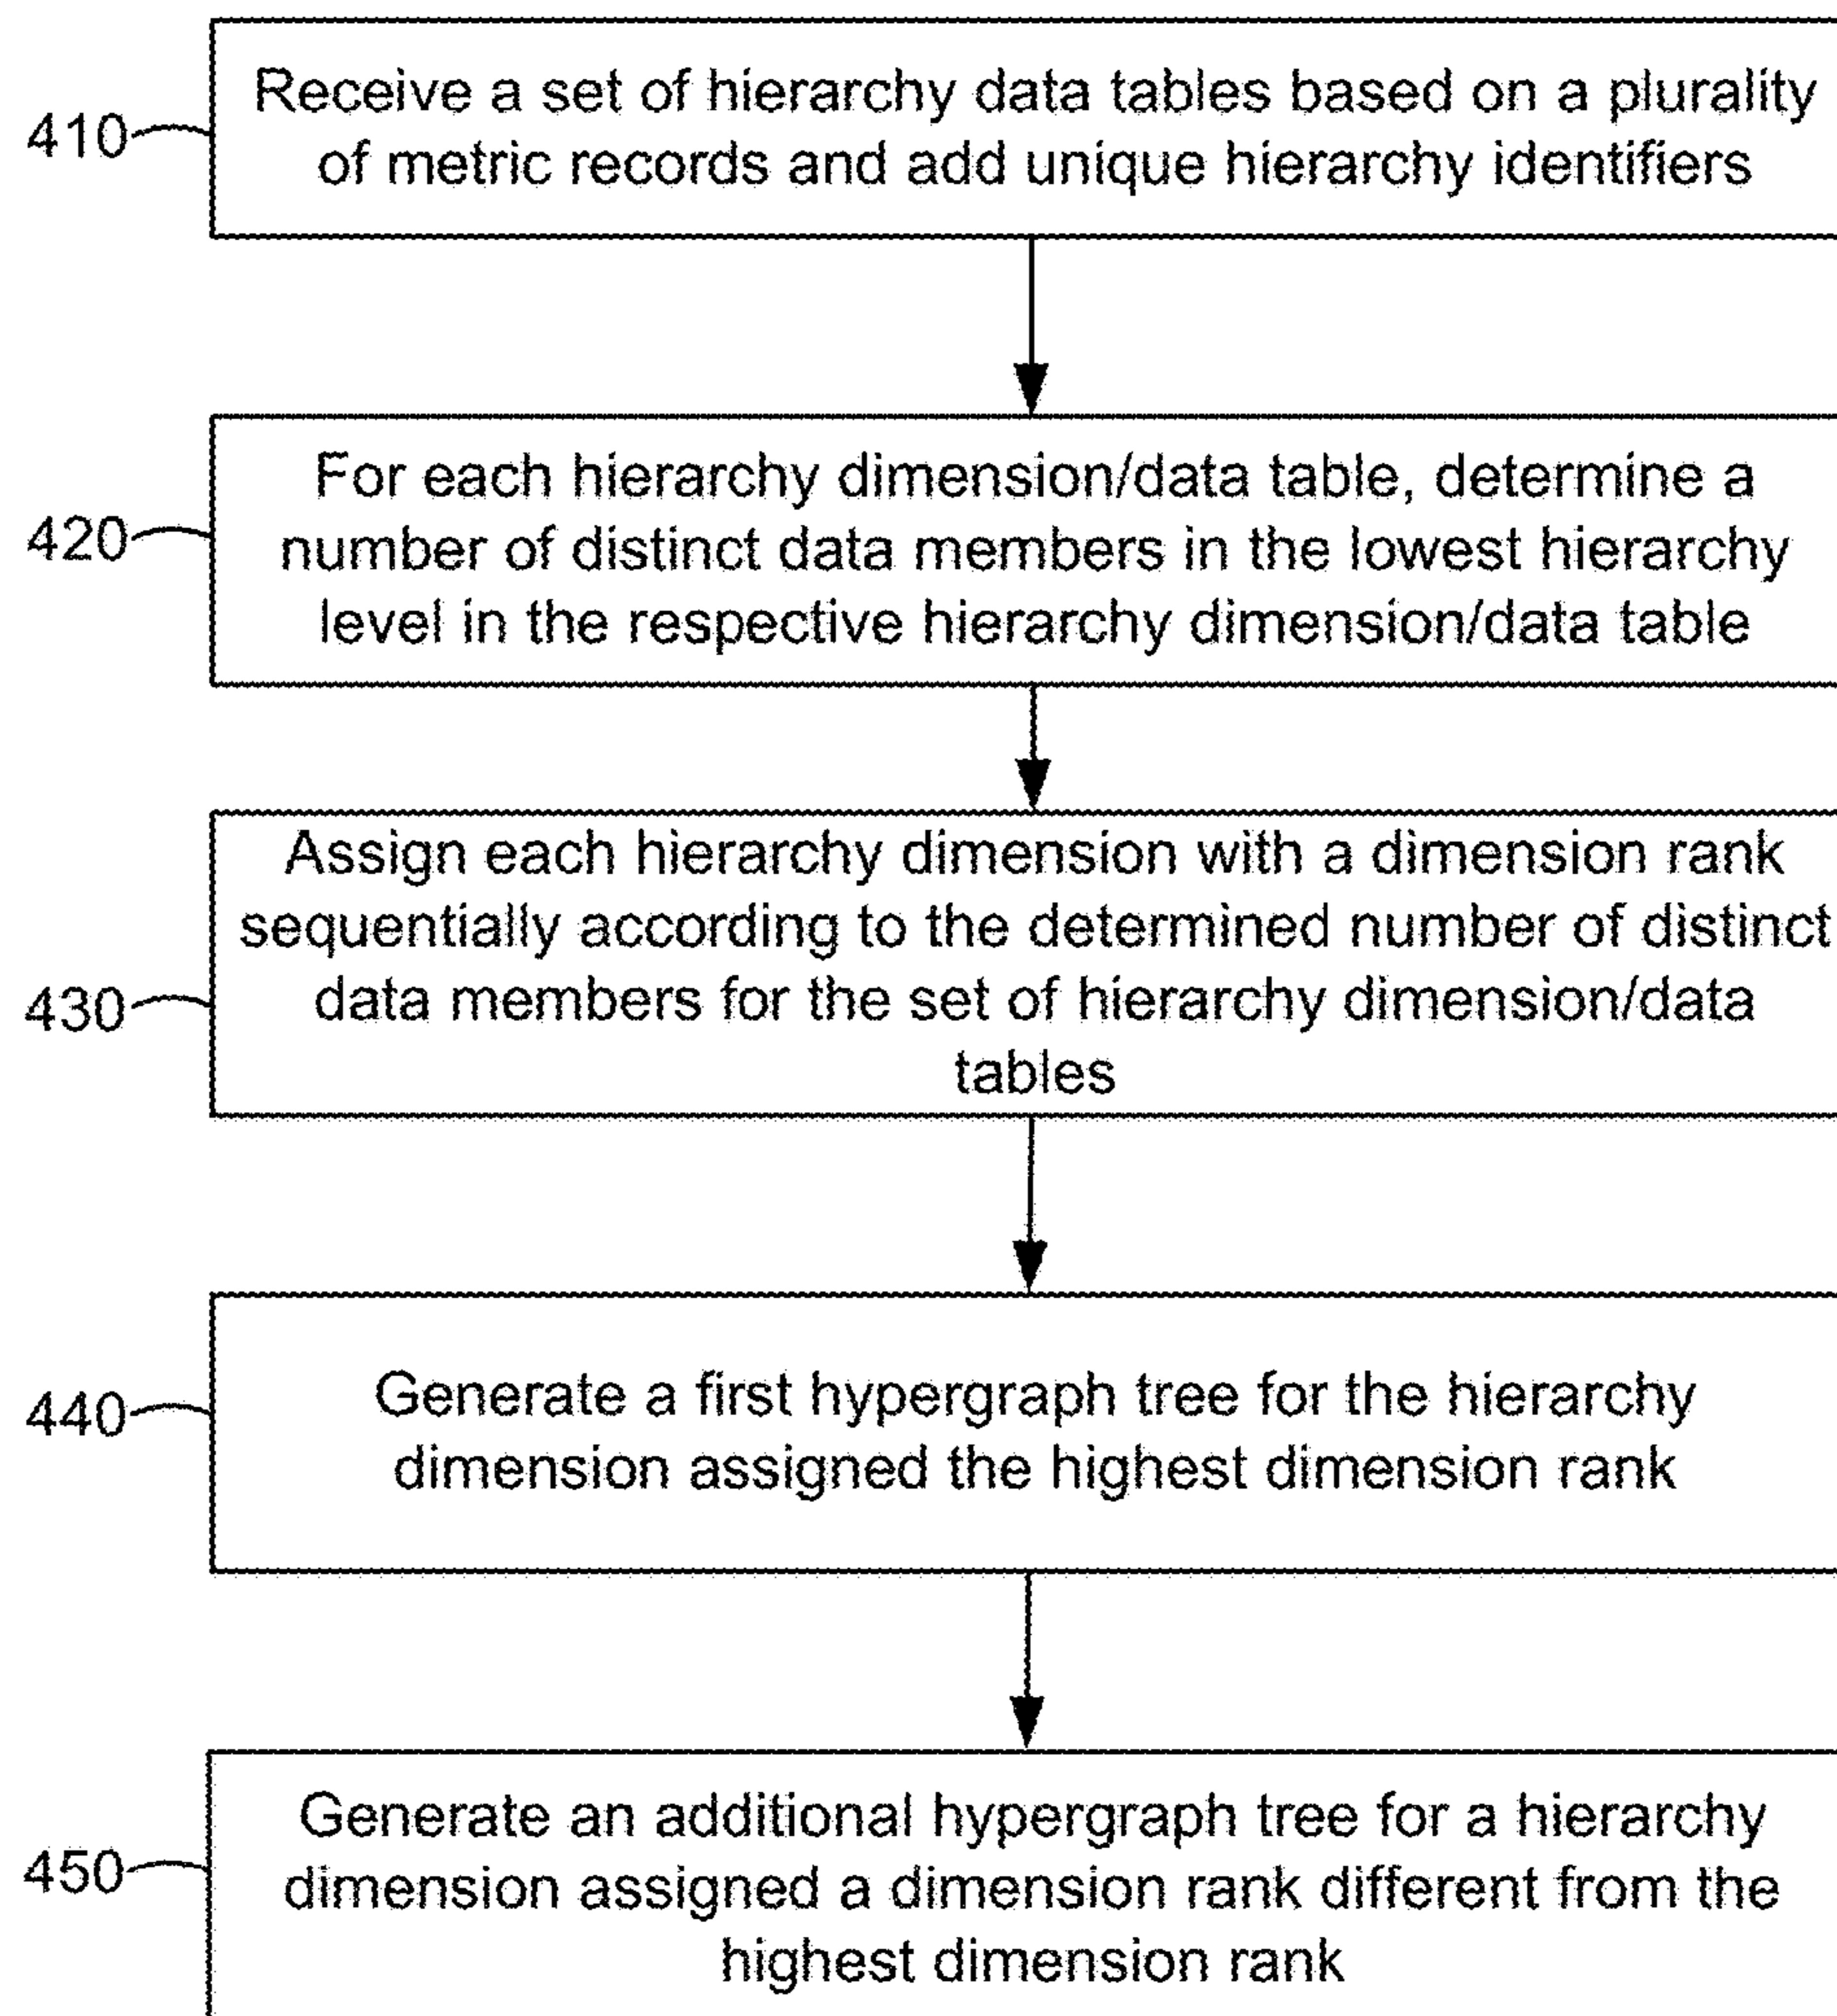 410
Receive a set of hierarchy data tables based on a plurality
of metric records and add unique hierarchy identifiers
420
For each hierarchy dimension/data table, determine a
number of distinct data members in the lowest hierarchy
level in the respective hierarchy dimension/data table
430
Assign each hierarchy dimension with a dimension rank
sequentially according to the determined number of distinct
data members for the set of hierarchy dimension/data
tables
440
Generate a first hypergraph tree for the hierarchy
dimension assigned the highest dimension rank
450
Generate an additional hypergraph tree for a hierarchy
dimension assigned a dimension rank different from the
highest dimension rank